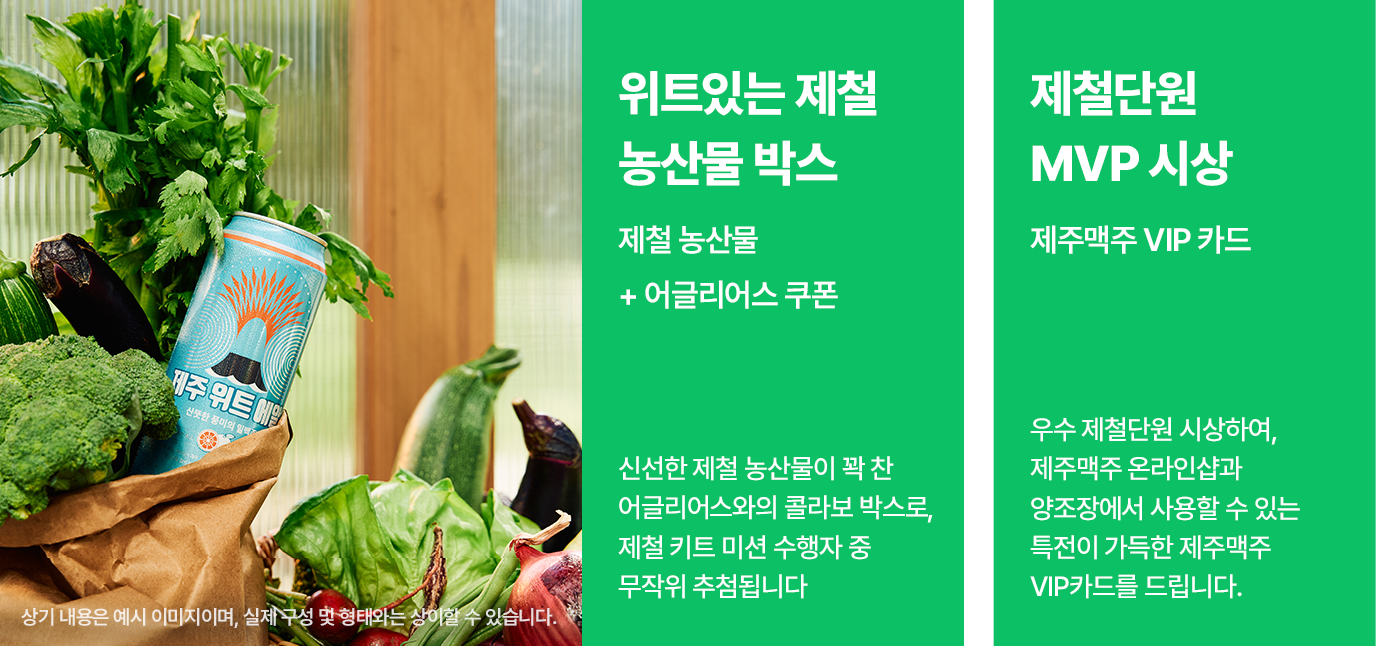 제주 위트 에일
산뜻한 풍미의 밀맥
상기 내용은 예시 이미지이며, 실제 구성 및 형태와는 상이할 수 있습니다.
위트있는 제철
농산물 박스
제철 농산물
+ 어글리어스 쿠폰
신선한 제철 농산물이 꽉 찬
어글리어스와의 콜라보 박스로,
제철 키트 미션 수행자 중
무작위 추첨됩니다
제철단원
MVP 시상
제주맥주 VIP 카드
우수 제철단원 시상하여,
제주맥주 온라인샵과
양조장에서 사용할 수 있는
특전이 가득한 제주맥주
VIP카드를 드립니다.